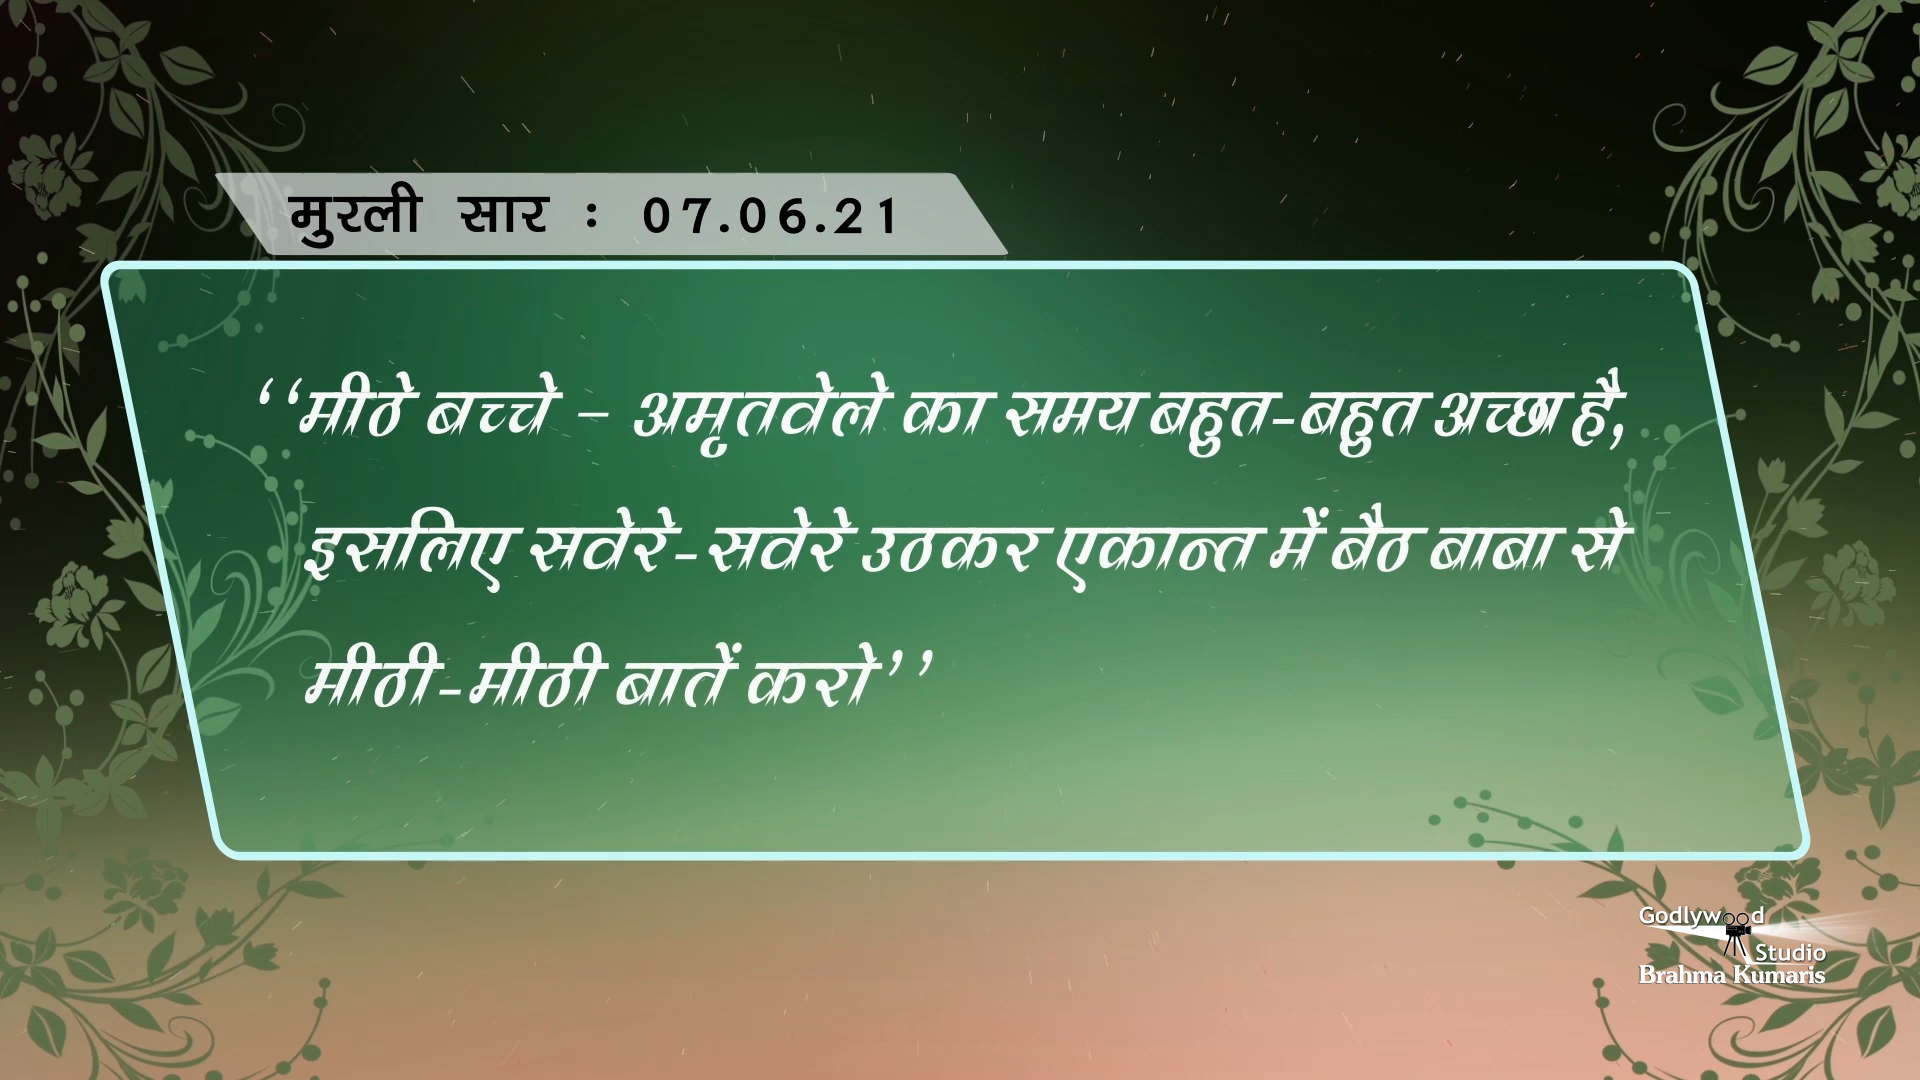 मुरली सार : 07.06.21
‘‘मीठे बच्चे – अमृतवेले का समय बहुत-बहुत अच्छा है,
इसलिए सवेरे-सवेरे उठकर एकान्त में बैठ बाबा से
मीठी-मीठी बातें करो’’
Godlywood
Studio
Brahma Kumaris